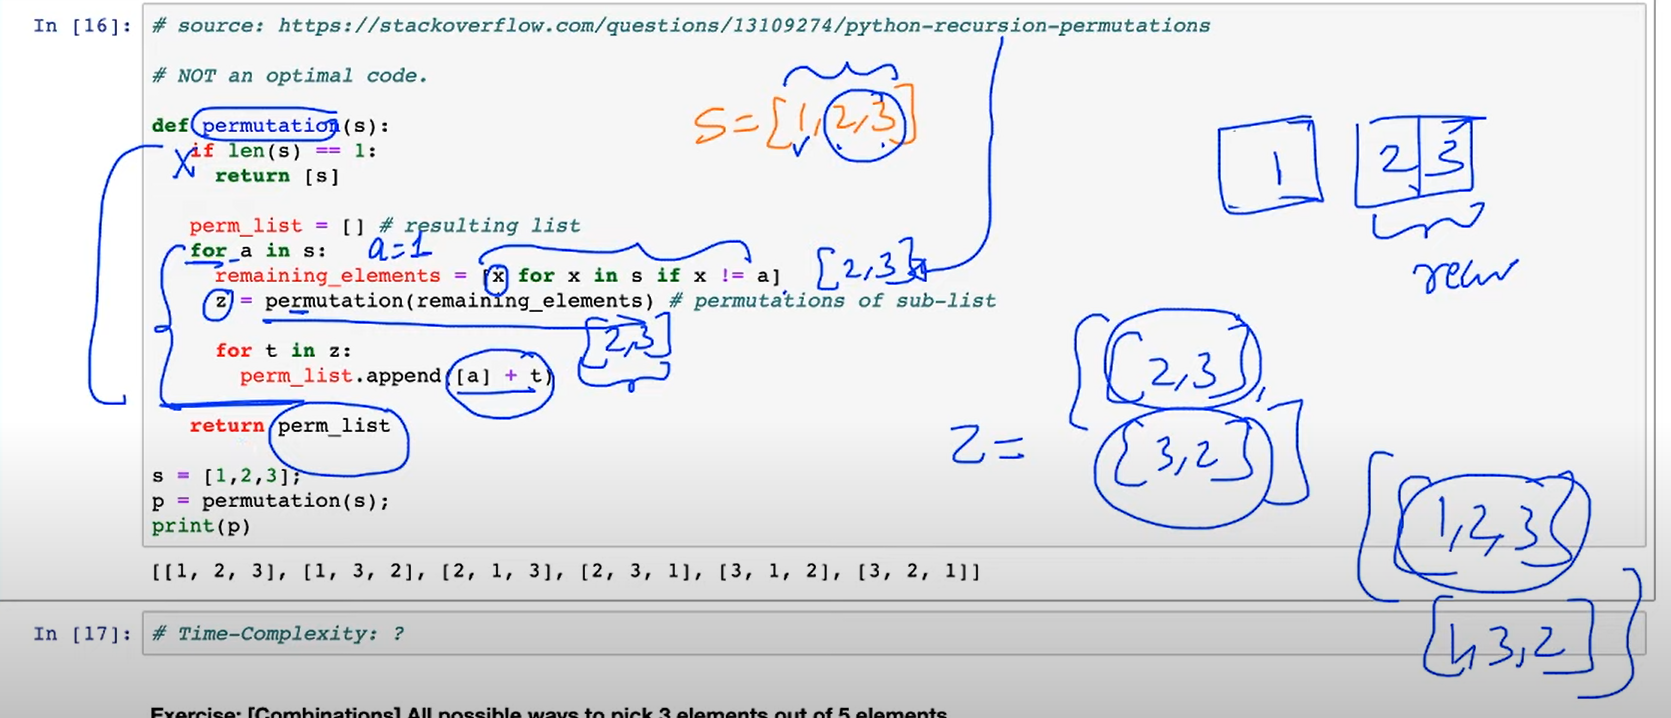 In [16]: # source: https://stackoverflow.com/questions/13109274/python-recursion-permutations
# NOT an optimal code.
def permutation(s):
if len(s) == 1:
return [s]
perm_list = [] # resulting list
for a in s:
remaining_elements = [x for x in s if x != a]
z = permutation(remaining_elements) # permutations of sub-list
for t in z:
perm_list.append([a] + t)
return perm_list
s = [1,2,3];
p = permutation(s);
print(p)
[[1, 2, 3], [1, 3, 2], [2, 1, 3], [2, 3, 1], [3, 1, 2], [3, 2, 1]]
In [17]: # Time-Complexity: ?
Exercise: [Combinations] All possible ways to pick 3 elements out of 5 elements
S=[1,2,3]
X
a=1
[2,3]
[2,3]
1
2 3
recur
z=
[[2,3],
[3,2]]
[[1,2,3]
[1,3,2]]